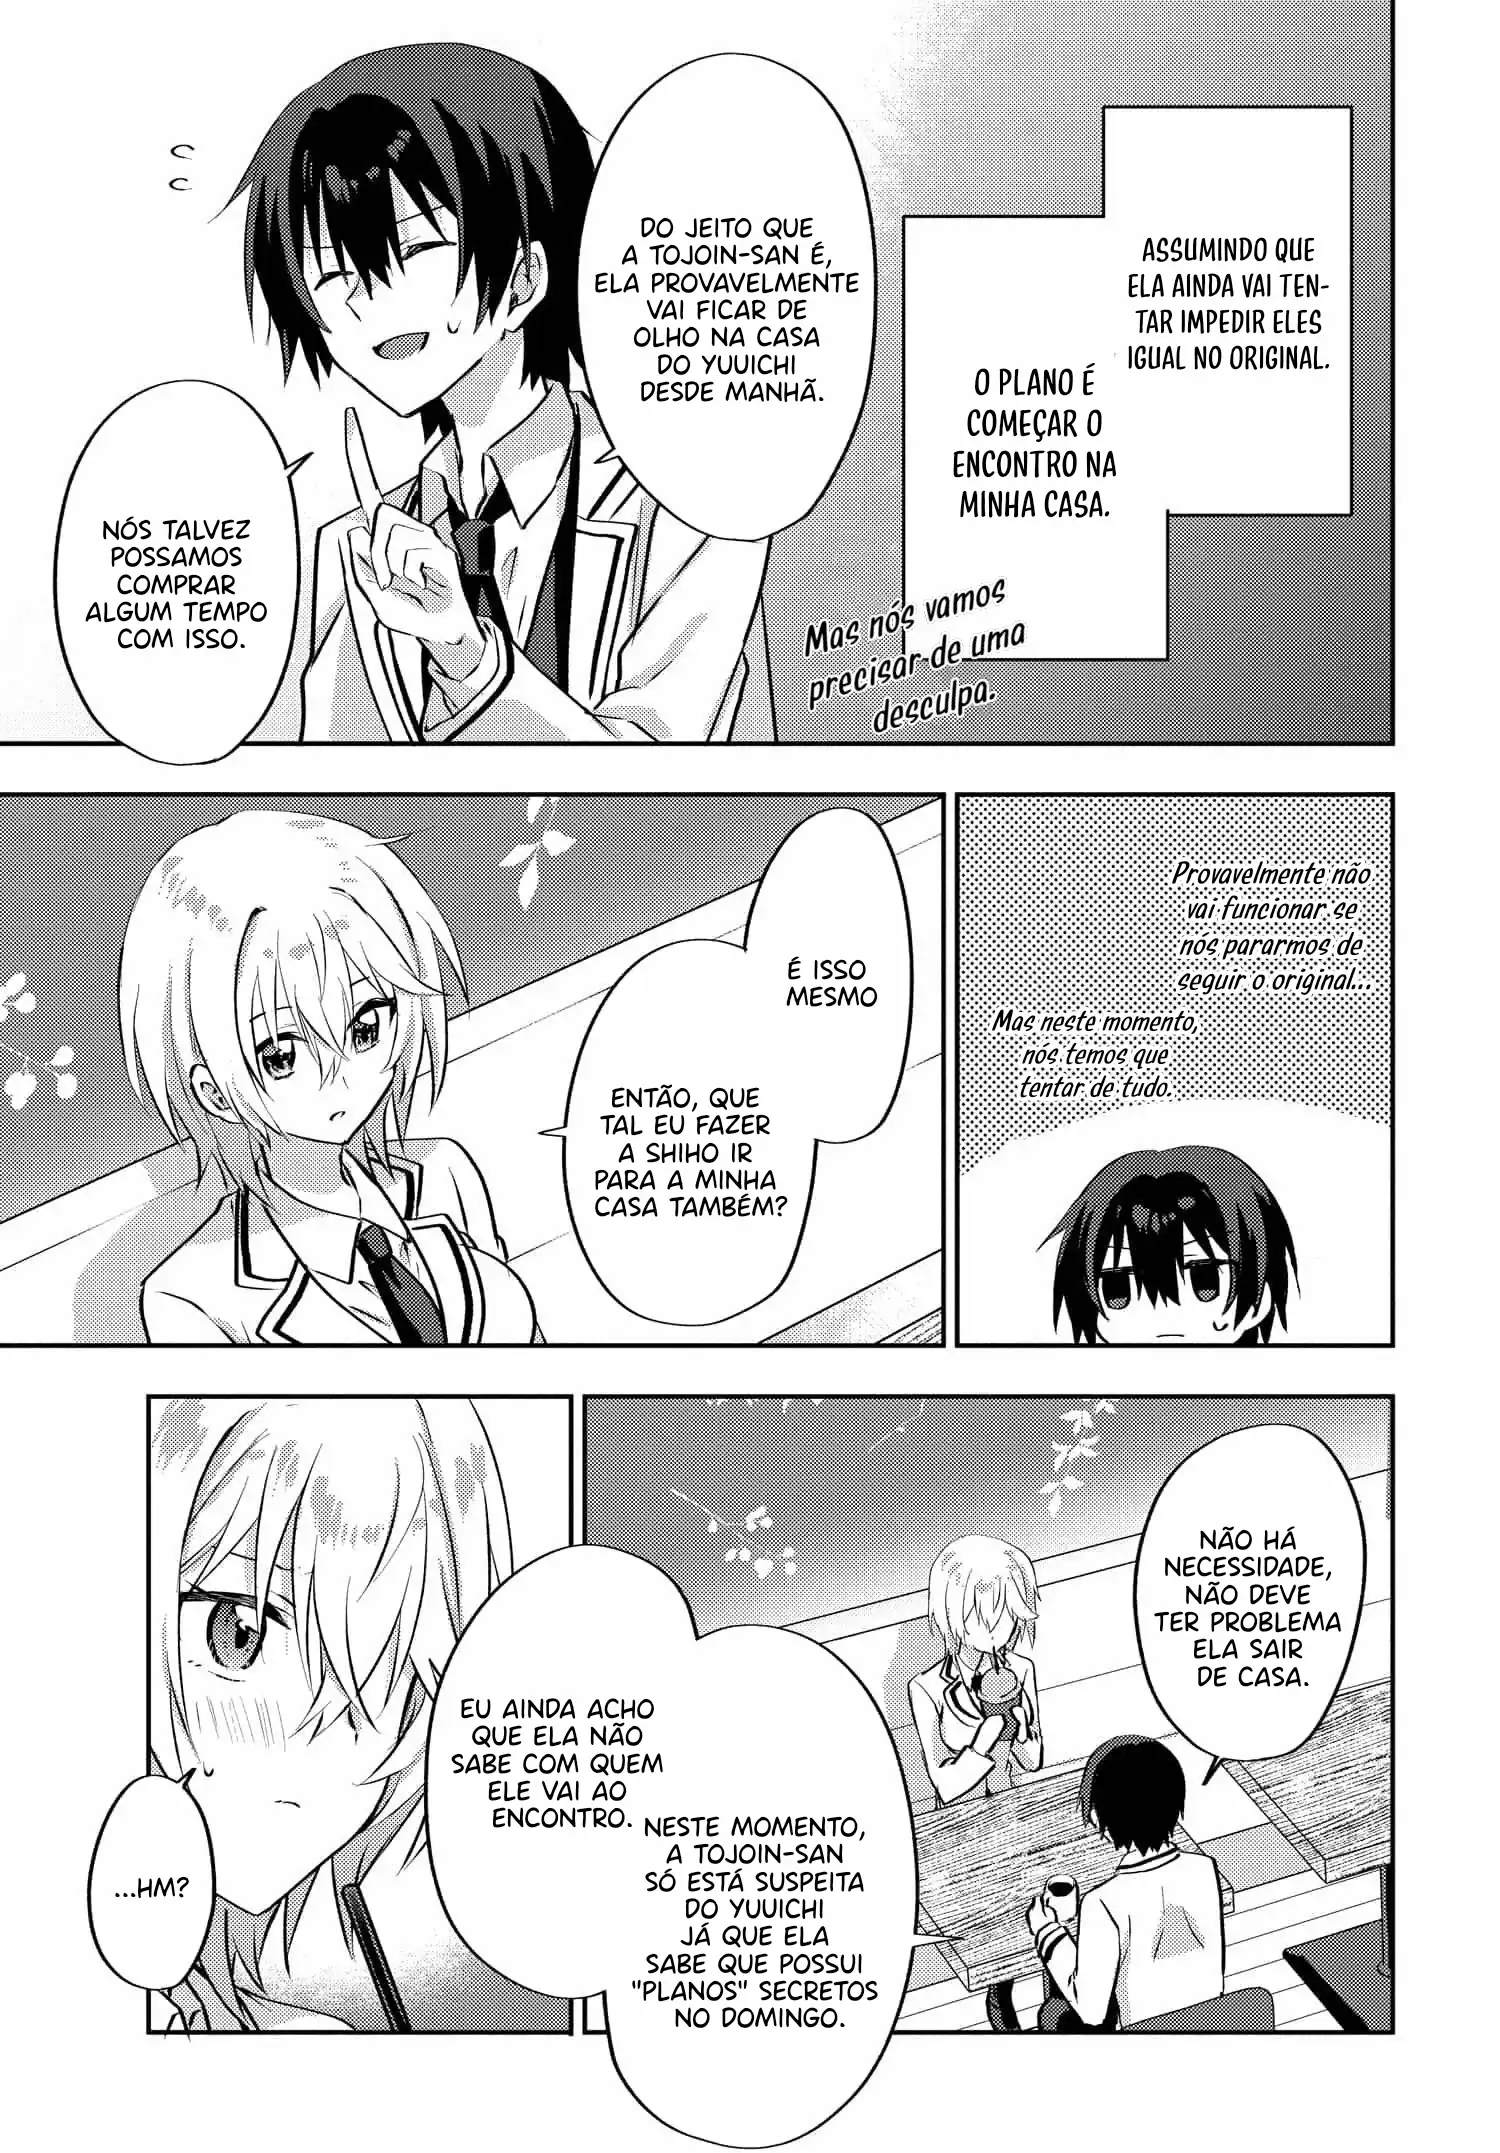 ASSUMINDO QUE
ELA AINDA VAI TEN-
TAR IMPEDIR ELES
IGUAL NO ORIGINAL.
O PLANO É
COMEÇAR O
ENCONTRO NA
MINHA CASA.
Mas nós vamos
precisar de uma
desculpa.
DO JEITO QUE
A TOJOIN-SAN É,
ELA PROVAVELMENTE
VAI FICAR DE
OLHO NA CASA
DO YUUICHI
DESDE MANHÃ.
NÓS TALVEZ
POSSAMOS
COMPRAR
ALGUM TEMPO
COM ISSO.
Provavelmente não
vai funcionar se
nós pararmos de
seguir o original...
Mas neste momento,
nós temos que
tentar de tudo.
É ISSO
MESMO
ENTÃO, QUE
TAL EU FAZER
A SHIHO IR
PARA A MINHA
CASA TAMBÉM?
NÃO HÁ
NECESSIDADE,
NÃO DEVE
TER PROBLEMA
ELA SAIR
DE CASA.
NESTE MOMENTO,
A TOJOIN-SAN
SÓ ESTÁ SUSPEITA
DO YUUICHI
JÁ QUE ELA
SABE QUE POSSUI
"PLANOS" SECRETOS
NO DOMINGO.
EU AINDA ACHO
QUE ELA NÃO
SABE COM QUEM
ELE VAI AO
ENCONTRO.
...HM?